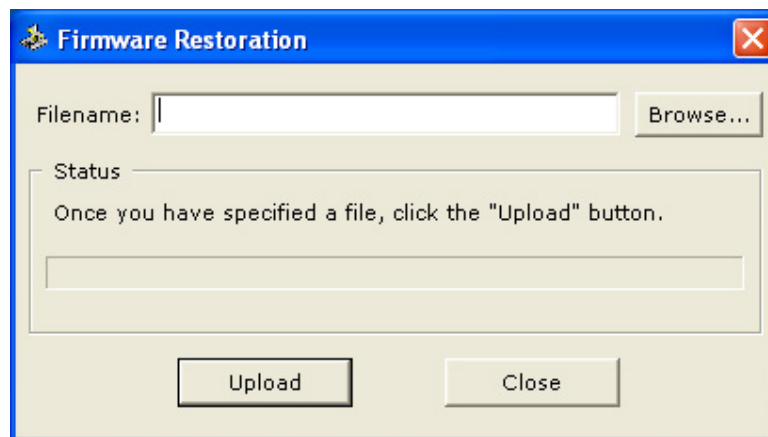 Firmware Restoration
Filename: Browse...
Status
Once you have specified a file, click the "Upload" button.
Upload Close